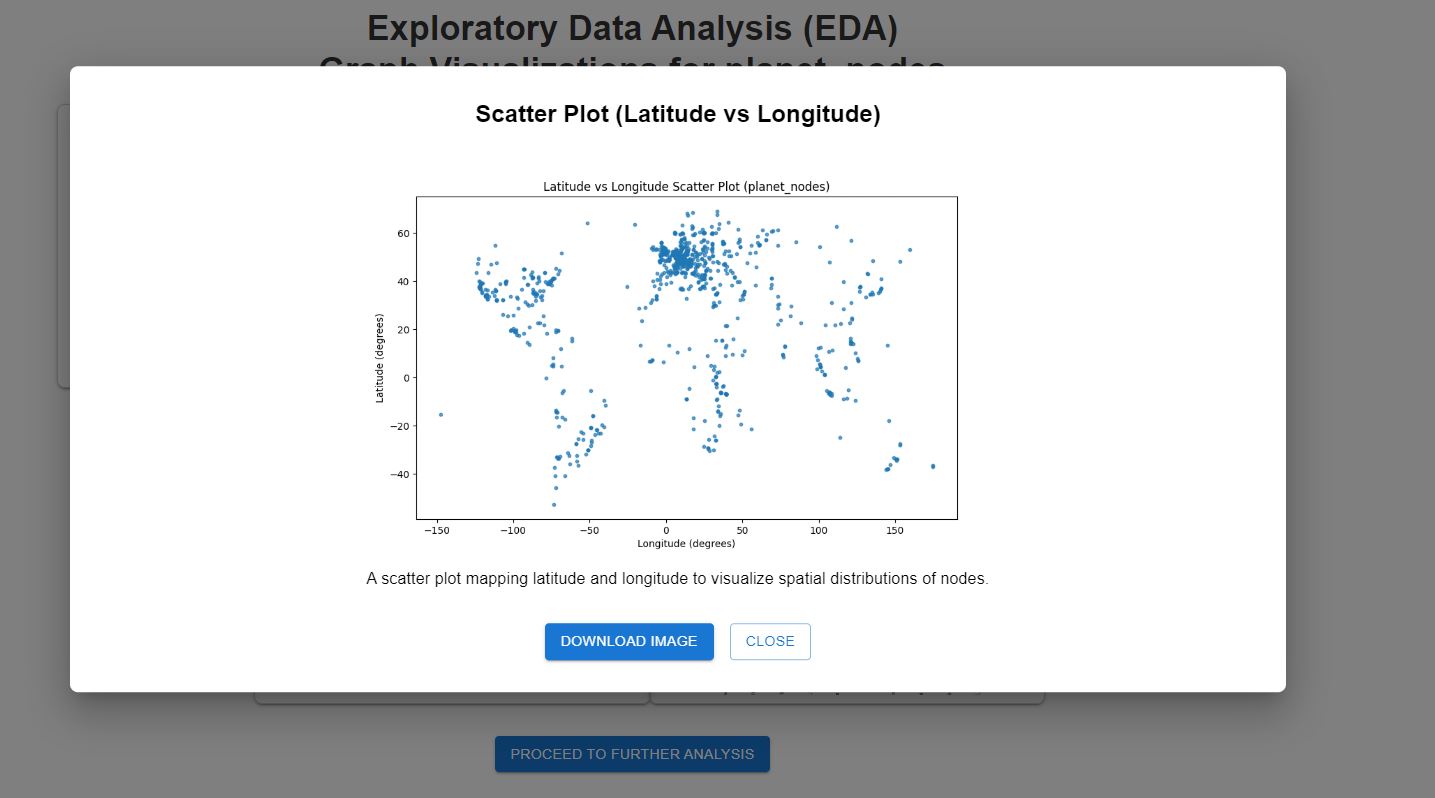 Exploratory Data Analysis (EDA)
Graph Visualizations for planet_nodes
Scatter Plot (Latitude vs Longitude)
Latitude vs Longitude Scatter Plot (planet_nodes)
Latitude (degrees)
60
40
20
0
−20
−40
−150 −100 −50 0 50 100 150
Longitude (degrees)
A scatter plot mapping latitude and longitude to visualize spatial distributions of nodes.
DOWNLOAD IMAGE CLOSE
PROCEED TO FURTHER ANALYSIS